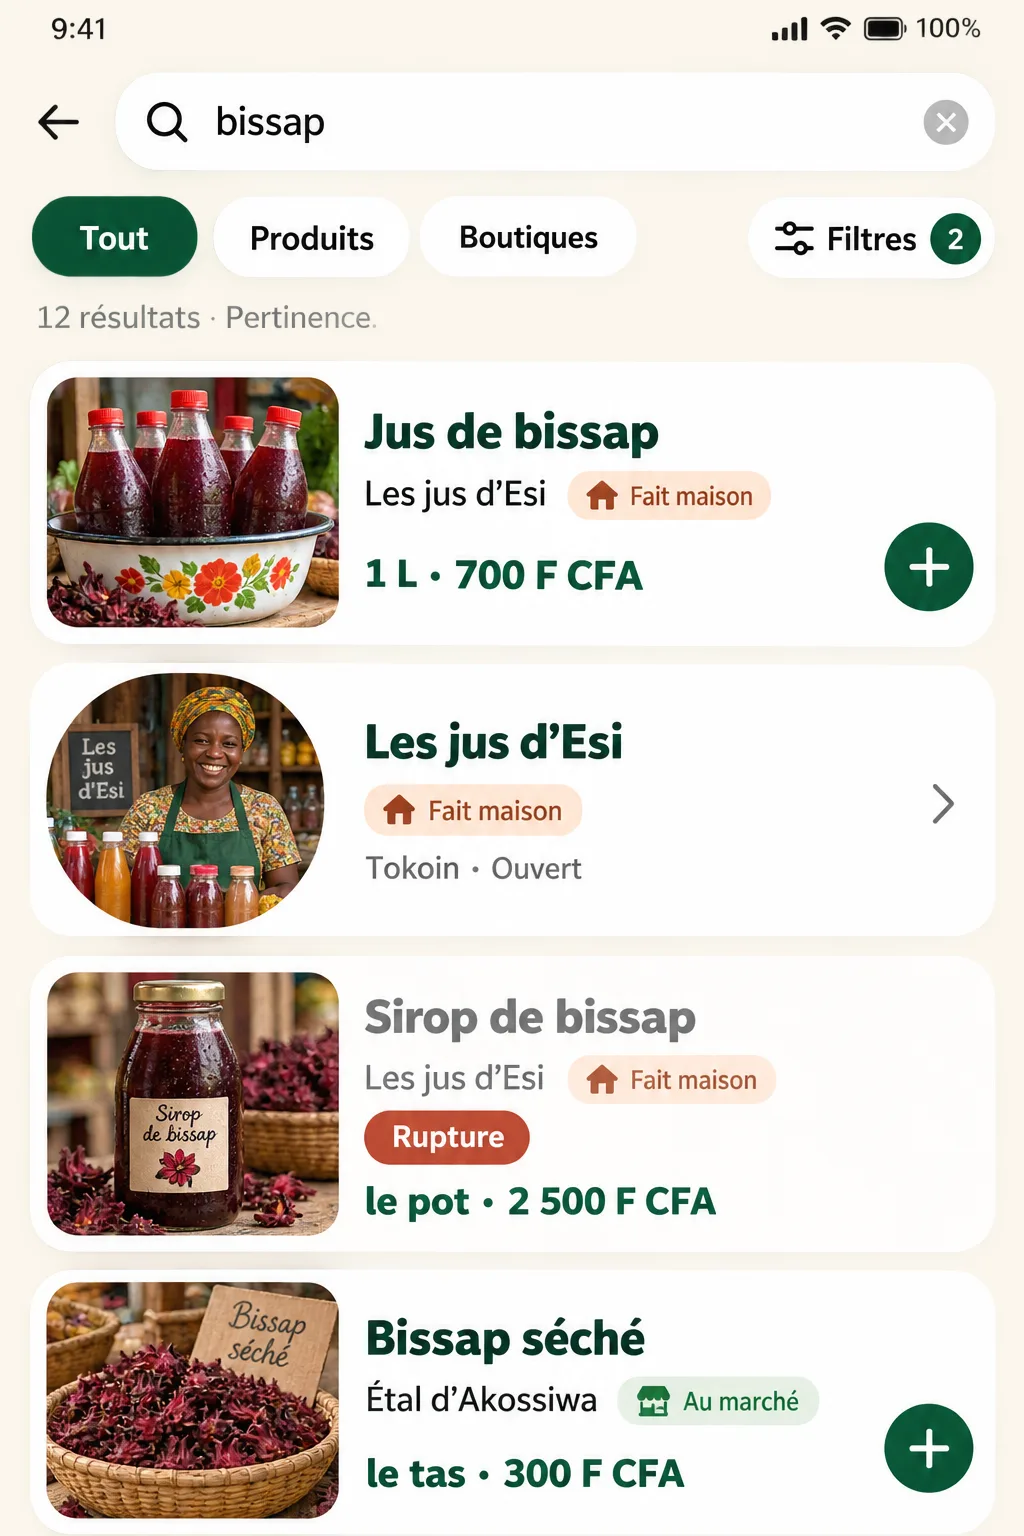 9:41
100%
bissap
Tout
Produits
Boutiques
Filtres 2
12 résultats · Pertinence.
Jus de bissap
Les jus d’Esi
Fait maison
1 L • 700 F CFA
Les
jus
d'Esi
Les jus d’Esi
Fait maison
Tokoin • Ouvert
Sirop
de bissap
Sirop de bissap
Les jus d’Esi
Fait maison
Rupture
le pot • 2 500 F CFA
Bissap
séché
Bissap séché
Étal d’Akossiwa
Au marché
le tas • 300 F CFA